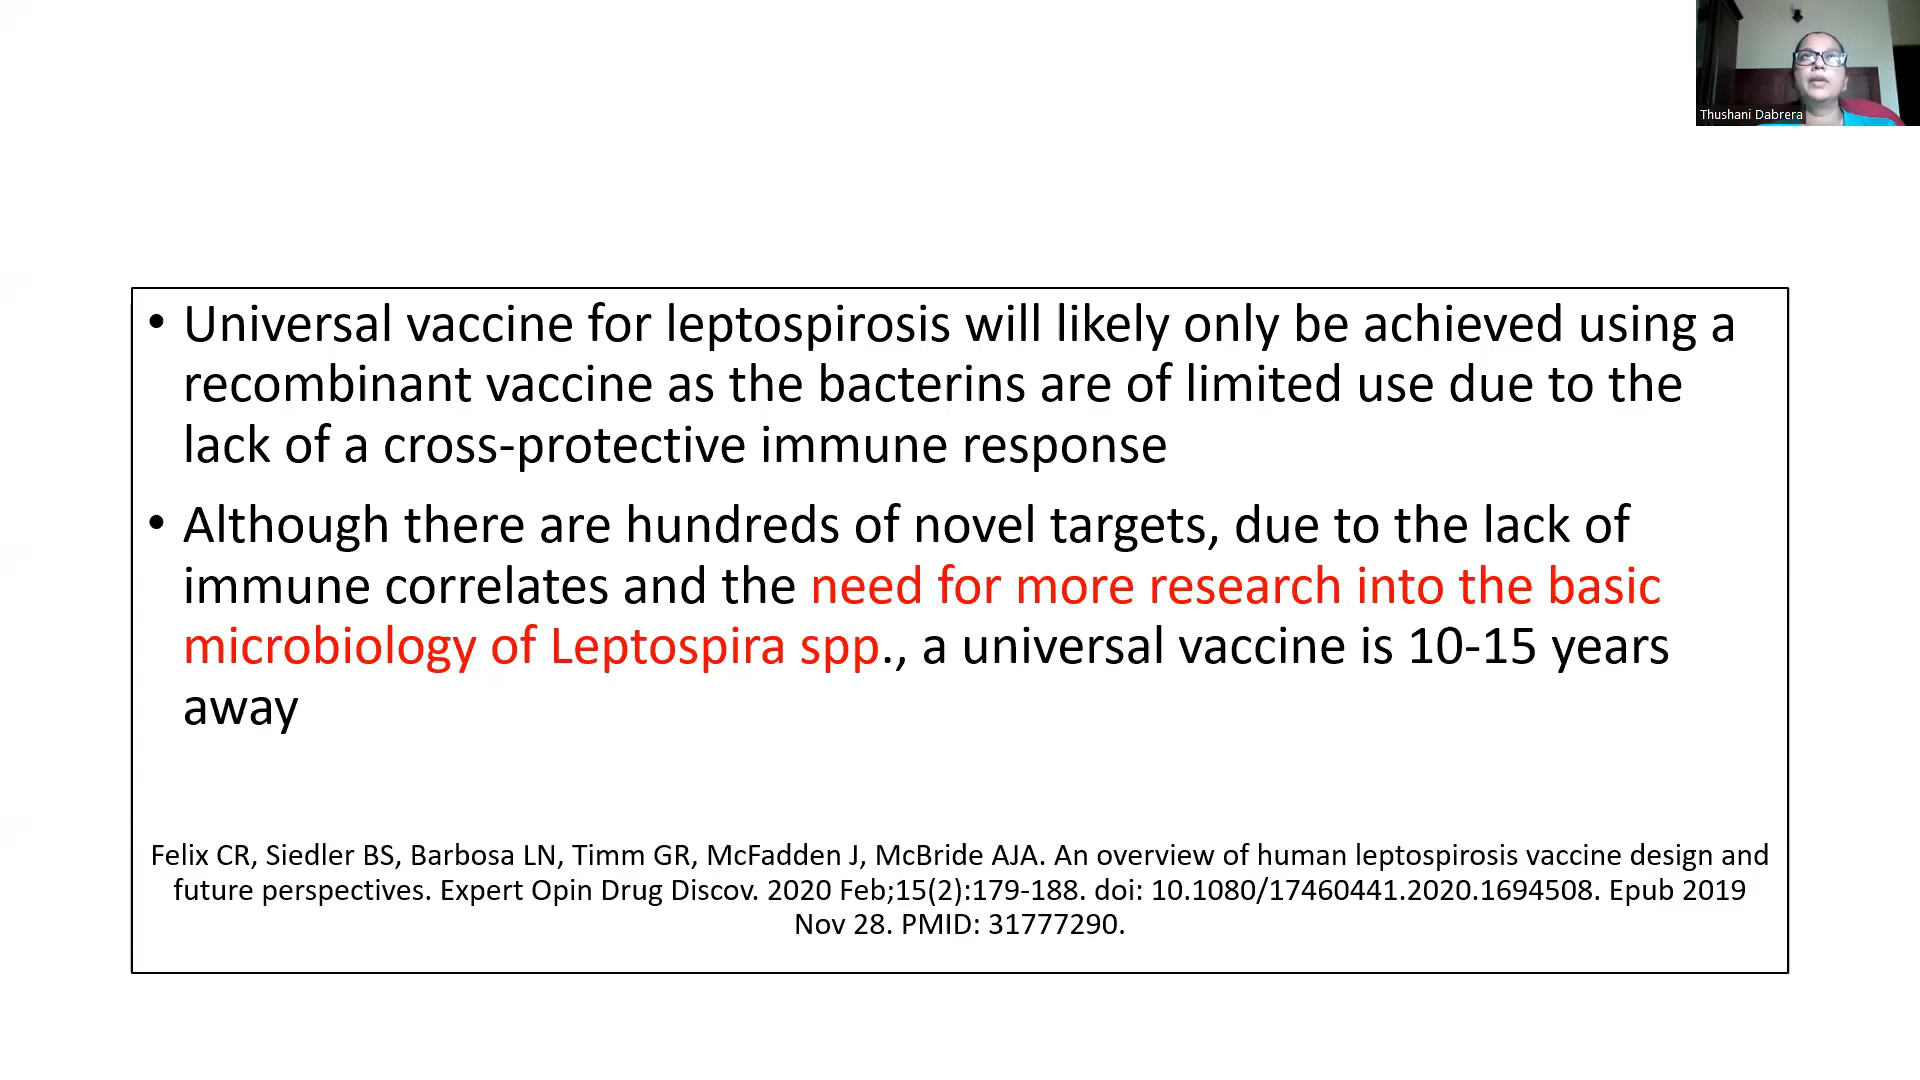 Thushani Dabrera
• Universal vaccine for leptospirosis will likely only be achieved using a
recombinant vaccine as the bacterins are of limited use due to the
lack of a cross-protective immune response
• Although there are hundreds of novel targets, due to the lack of
immune correlates and the need for more research into the basic
microbiology of Leptospira spp., a universal vaccine is 10-15 years
away
Felix CR, Siedler BS, Barbosa LN, Timm GR, McFadden J, McBride AJA. An overview of human leptospirosis vaccine design and
future perspectives. Expert Opin Drug Discov. 2020 Feb;15(2):179-188. doi: 10.1080/17460441.2020.1694508. Epub 2019
Nov 28. PMID: 31777290.